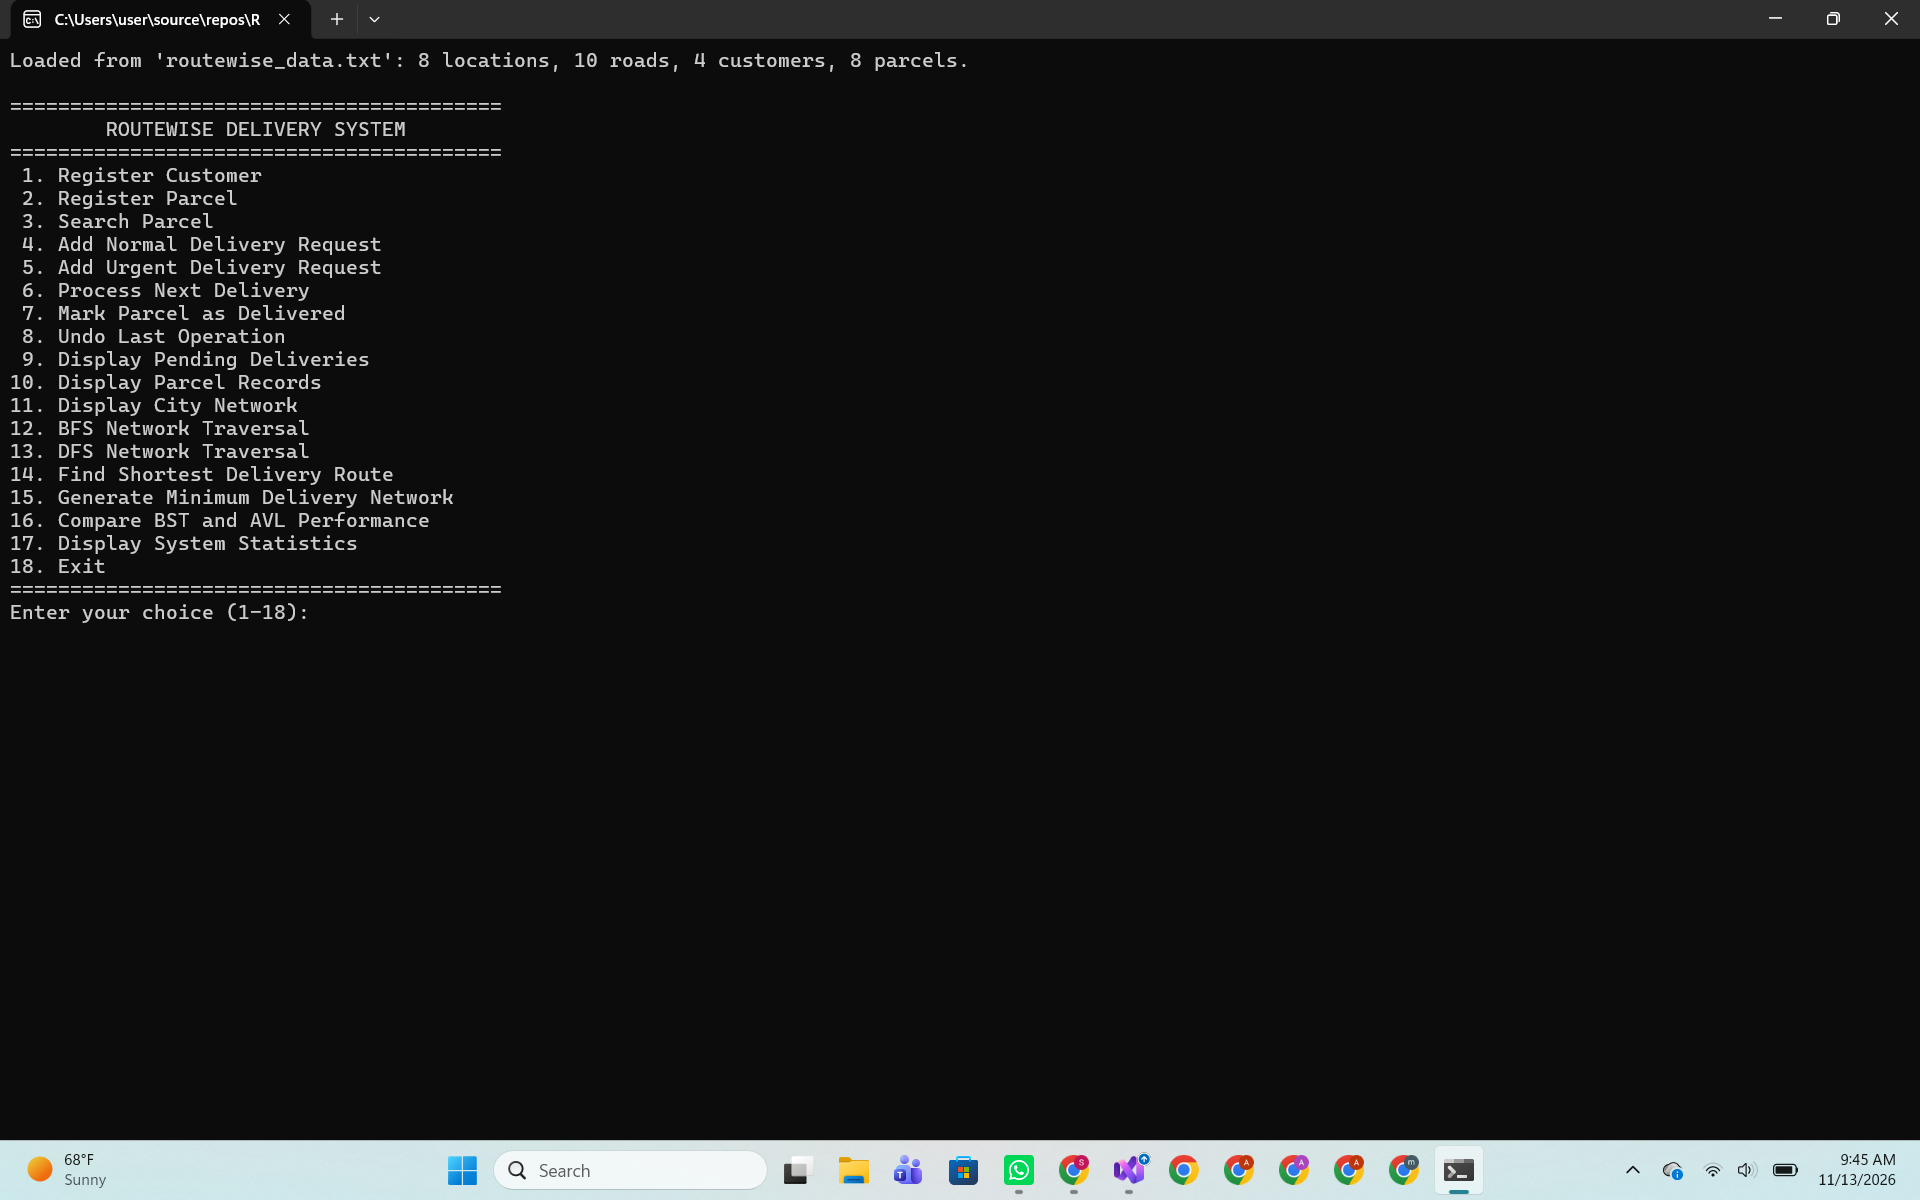 C:\Users\user\source\repos\R
Loaded from 'routewise_data.txt': 8 locations, 10 roads, 4 customers, 8 parcels.
=========================================
ROUTEWISE DELIVERY SYSTEM
=========================================
1. Register Customer
2. Register Parcel
3. Search Parcel
4. Add Normal Delivery Request
5. Add Urgent Delivery Request
6. Process Next Delivery
7. Mark Parcel as Delivered
8. Undo Last Operation
9. Display Pending Deliveries
10. Display Parcel Records
11. Display City Network
12. BFS Network Traversal
13. DFS Network Traversal
14. Find Shortest Delivery Route
15. Generate Minimum Delivery Network
16. Compare BST and AVL Performance
17. Display System Statistics
18. Exit
=========================================
Enter your choice (1-18):
68°F
Sunny
Search
9:45 AM
11/13/2026